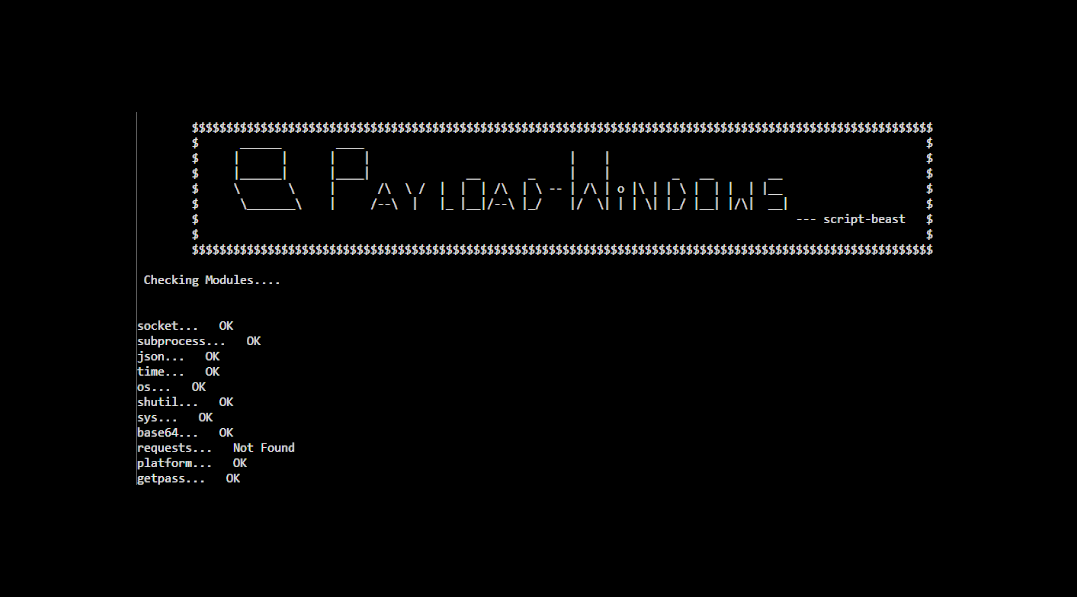 --- script-beast
Checking Modules....
socket... OK
subprocess... OK
json... OK
time... OK
os... OK
shutil... OK
sys... OK
base64... OK
requests... Not Found
platform... OK
getpass... OK